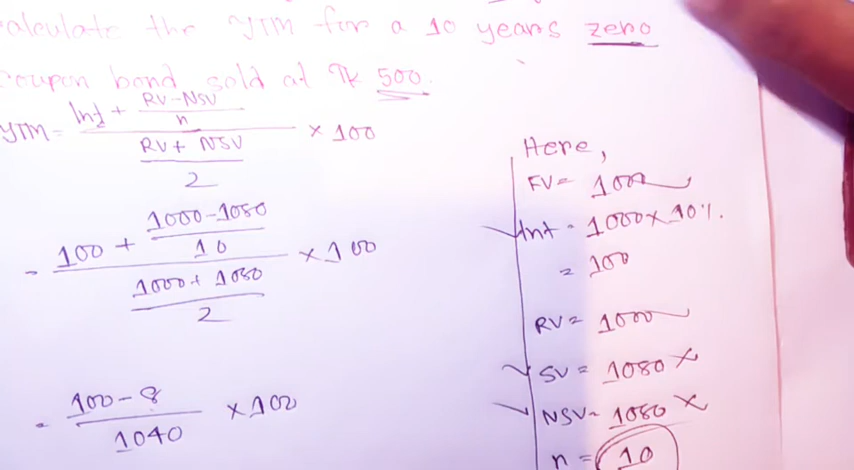 calculate the YTM for a 10 years zero
coupon bond sold at Tk 500.
YTM = Int + RV-NSV / n
RV + NSV / 2
× 100
= 100 + 1000-1080 / 10
1000 + 1080 / 2
× 100
= 100 - 8 / 1040 × 100
Here,
FV = 1000
Int = 1000 × 10%.
= 100
RV = 1000
SV = 1080 ×
NSV = 1080 ×
n = 10